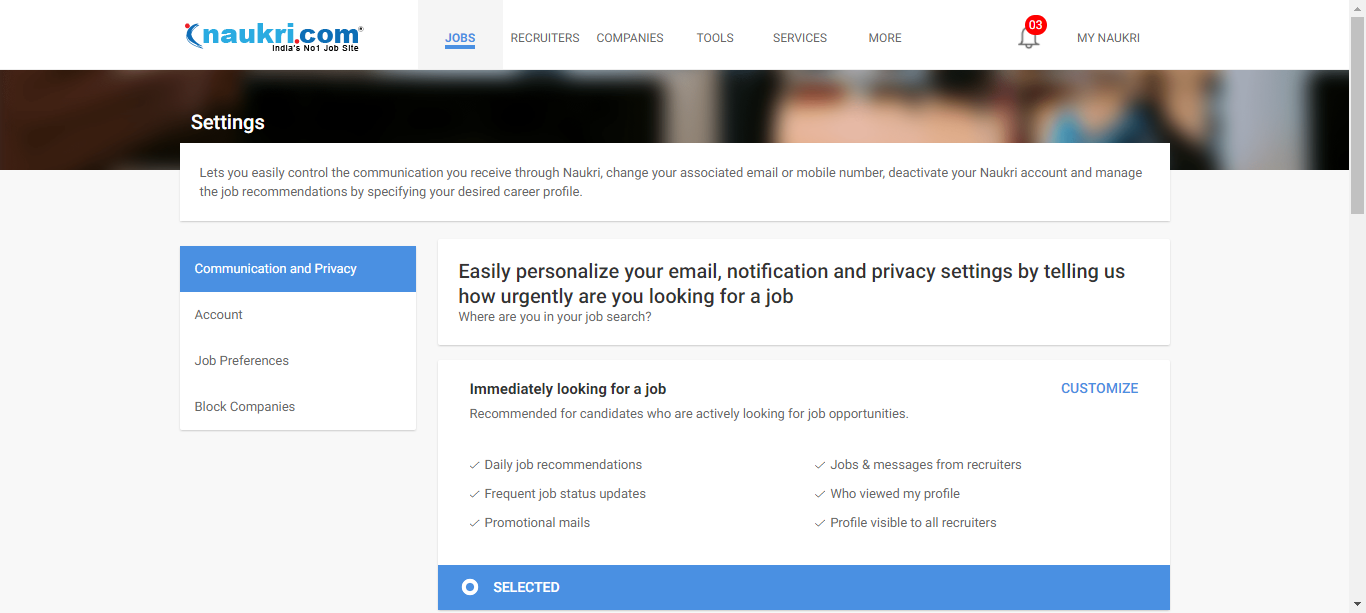 naukri.com
India's No1 Job Site
JOBS
RECRUITERS
COMPANIES
TOOLS
SERVICES
MORE
03
MY NAUKRI
Settings
Lets you easily control the communication you receive through Naukri, change your associated email or mobile number, deactivate your Naukri account and manage
the job recommendations by specifying your desired career profile.
Communication and Privacy
Account
Job Preferences
Block Companies
Easily personalize your email, notification and privacy settings by telling us
how urgently are you looking for a job
Where are you in your job search?
Immediately looking for a job
CUSTOMIZE
Recommended for candidates who are actively looking for job opportunities.
Daily job recommendations
Jobs & messages from recruiters
Frequent job status updates
Who viewed my profile
Promotional mails
Profile visible to all recruiters
SELECTED